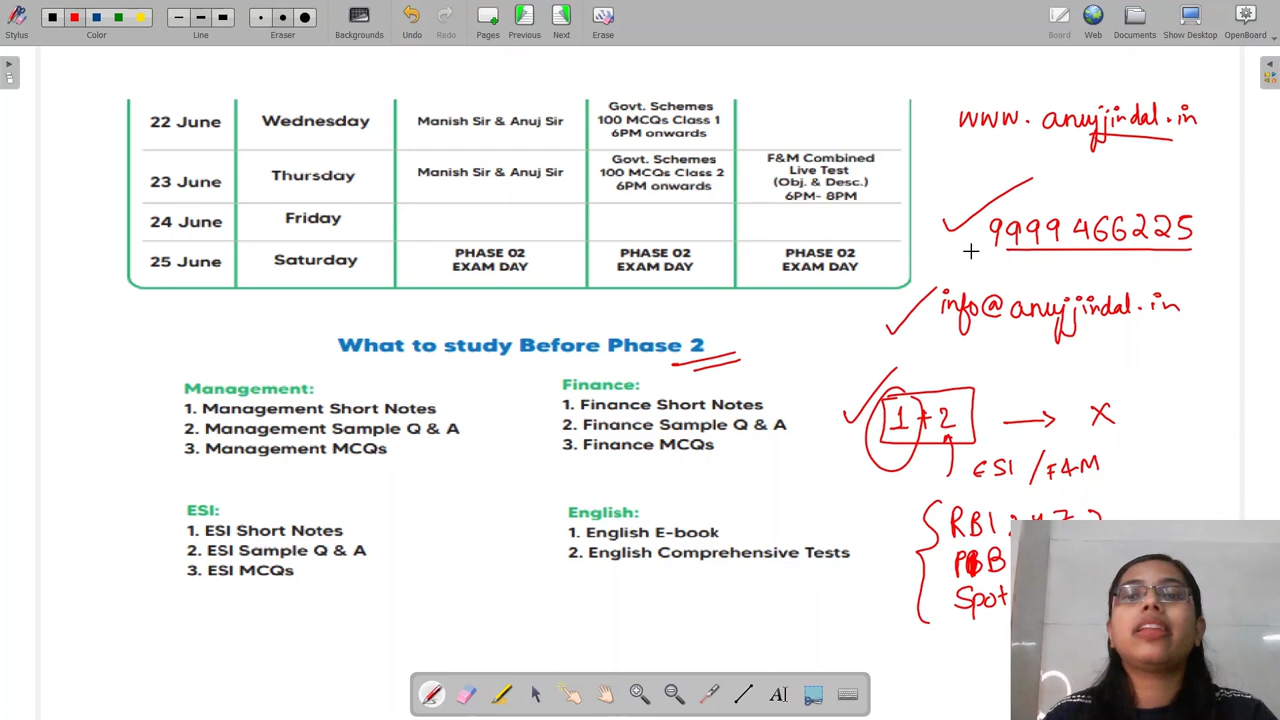 Stylus
Color
Line
Eraser
Backgrounds
Undo
Redo
Pages
Previous
Next
Erase
Board
Web
Documents
Show Desktop
OpenBoard
22 June
Wednesday
Manish Sir & Anuj Sir
Govt. Schemes
100 MCQs Class 1
6PM onwards
23 June
Thursday
Manish Sir & Anuj Sir
Govt. Schemes
100 MCQs Class 2
6PM onwards
F&M Combined
Live Test
(Obj. & Desc.)
6PM- 8PM
24 June
Friday
25 June
Saturday
PHASE 02
EXAM DAY
PHASE 02
EXAM DAY
PHASE 02
EXAM DAY
What to study Before Phase 2
Management:
1. Management Short Notes
2. Management Sample Q & A
3. Management MCQs
Finance:
1. Finance Short Notes
2. Finance Sample Q & A
3. Finance MCQs
ESI:
1. ESI Short Notes
2. ESI Sample Q & A
3. ESI MCQs
English:
1. English E-book
2. English Comprehensive Tests
www.anujjindal.in
9999 466225
info@anujjindal.in
1 + 2 → X
ESI / F&M
RBI
Spot